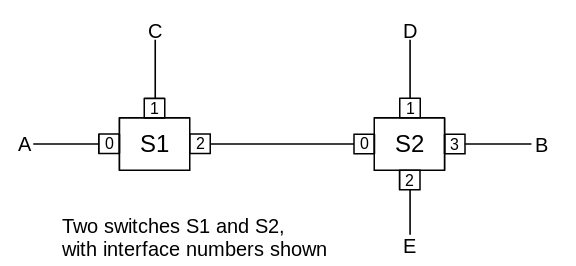 C D
1 1
A 0 S1 2 0 S2 3 B
2
E
Two switches S1 and S2,
with interface numbers shown